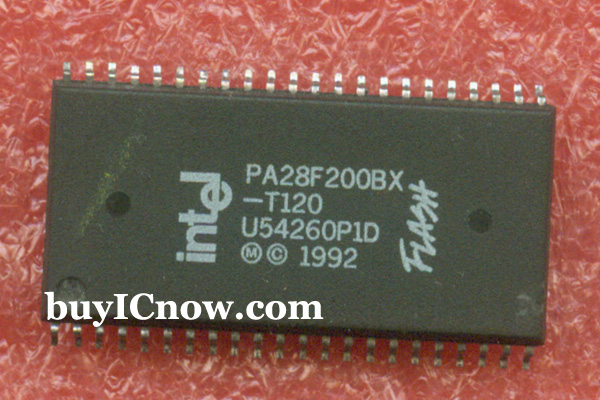 intel
PA28F200BX
-T120
U54260P1D
Ⓜ © 1992
FLASH
buyICnow.com